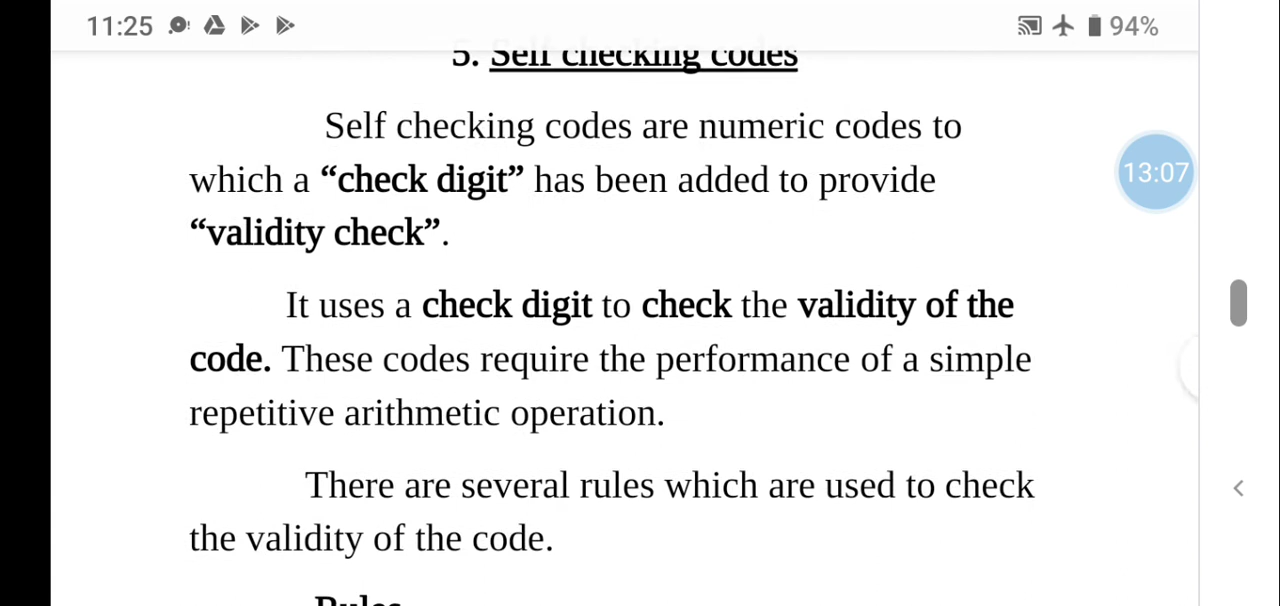 11:25
94%
5. Self checking codes
Self checking codes are numeric codes to
13:07
which a “check digit” has been added to provide
“validity check”.
It uses a check digit to check the validity of the
code. These codes require the performance of a simple
repetitive arithmetic operation.
There are several rules which are used to check
the validity of the code.
Rules